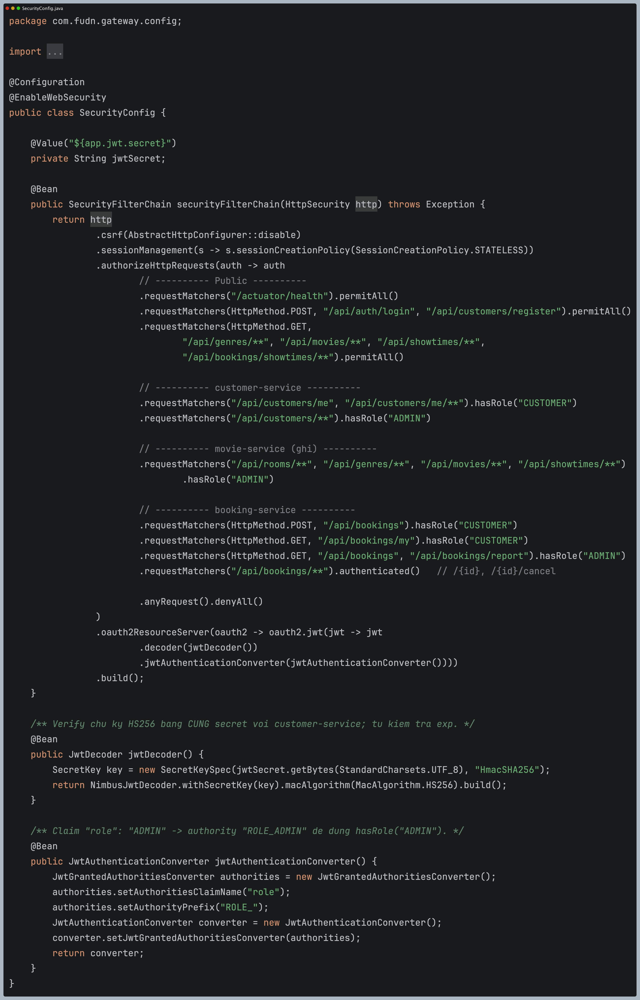 SecurityConfig.java
package com.fudn.gateway.config;

import ...

@Configuration
@EnableWebSecurity
public class SecurityConfig {

    @Value("${app.jwt.secret}")
    private String jwtSecret;

    @Bean
    public SecurityFilterChain securityFilterChain(HttpSecurity http) throws Exception {
        return http
                .csrf(AbstractHttpConfigurer::disable)
                .sessionManagement(s -> s.sessionCreationPolicy(SessionCreationPolicy.STATELESS))
                .authorizeHttpRequests(auth -> auth
                        // ---------- Public ----------
                        .requestMatchers("/actuator/health").permitAll()
                        .requestMatchers(HttpMethod.POST, "/api/auth/login", "/api/customers/register").permitAll()
                        .requestMatchers(HttpMethod.GET,
                                "/api/genres/**", "/api/movies/**", "/api/showtimes/**",
                                "/api/bookings/showtimes/**").permitAll()

                        // ---------- customer-service ----------
                        .requestMatchers("/api/customers/me", "/api/customers/me/**").hasRole("CUSTOMER")
                        .requestMatchers("/api/customers/**").hasRole("ADMIN")

                        // ---------- movie-service (ghi) ----------
                        .requestMatchers("/api/rooms/**", "/api/genres/**", "/api/movies/**", "/api/showtimes/**")
                                .hasRole("ADMIN")

                        // ---------- booking-service ----------
                        .requestMatchers(HttpMethod.POST, "/api/bookings").hasRole("CUSTOMER")
                        .requestMatchers(HttpMethod.GET, "/api/bookings/my").hasRole("CUSTOMER")
                        .requestMatchers(HttpMethod.GET, "/api/bookings", "/api/bookings/report").hasRole("ADMIN")
                        .requestMatchers("/api/bookings/**").authenticated()   // /{id}, /{id}/cancel

                        .anyRequest().denyAll()
                )
                .oauth2ResourceServer(oauth2 -> oauth2.jwt(jwt -> jwt
                        .decoder(jwtDecoder())
                        .jwtAuthenticationConverter(jwtAuthenticationConverter())))
                .build();
    }

    /** Verify chu ky HS256 bang CUNG secret voi customer-service; tu kiem tra exp. */
    @Bean
    public JwtDecoder jwtDecoder() {
        SecretKey key = new SecretKeySpec(jwtSecret.getBytes(StandardCharsets.UTF_8), "HmacSHA256");
        return NimbusJwtDecoder.withSecretKey(key).macAlgorithm(MacAlgorithm.HS256).build();
    }

    /** Claim "role": "ADMIN" -> authority "ROLE_ADMIN" de dung hasRole("ADMIN"). */
    @Bean
    public JwtAuthenticationConverter jwtAuthenticationConverter() {
        JwtGrantedAuthoritiesConverter authorities = new JwtGrantedAuthoritiesConverter();
        authorities.setAuthoritiesClaimName("role");
        authorities.setAuthorityPrefix("ROLE_");
        JwtAuthenticationConverter converter = new JwtAuthenticationConverter();
        converter.setJwtGrantedAuthoritiesConverter(authorities);
        return converter;
    }
}